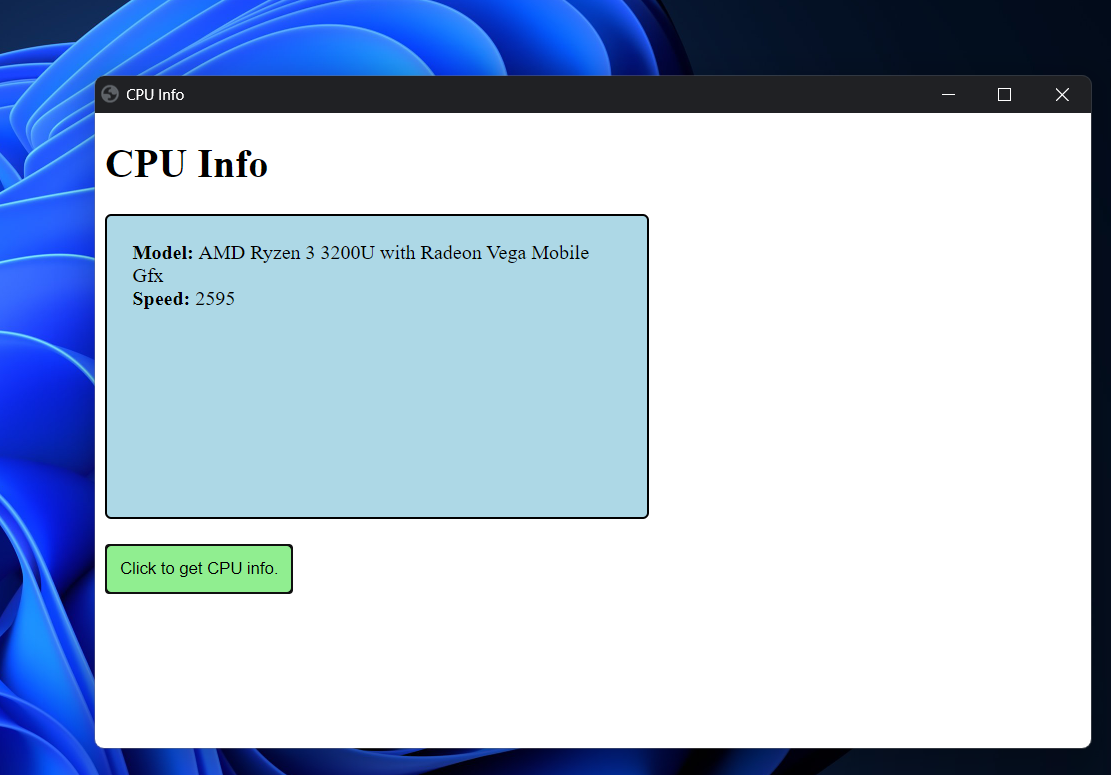 CPU Info
CPU Info
Model: AMD Ryzen 3 3200U with Radeon Vega Mobile
Gfx
Speed: 2595
Click to get CPU info.